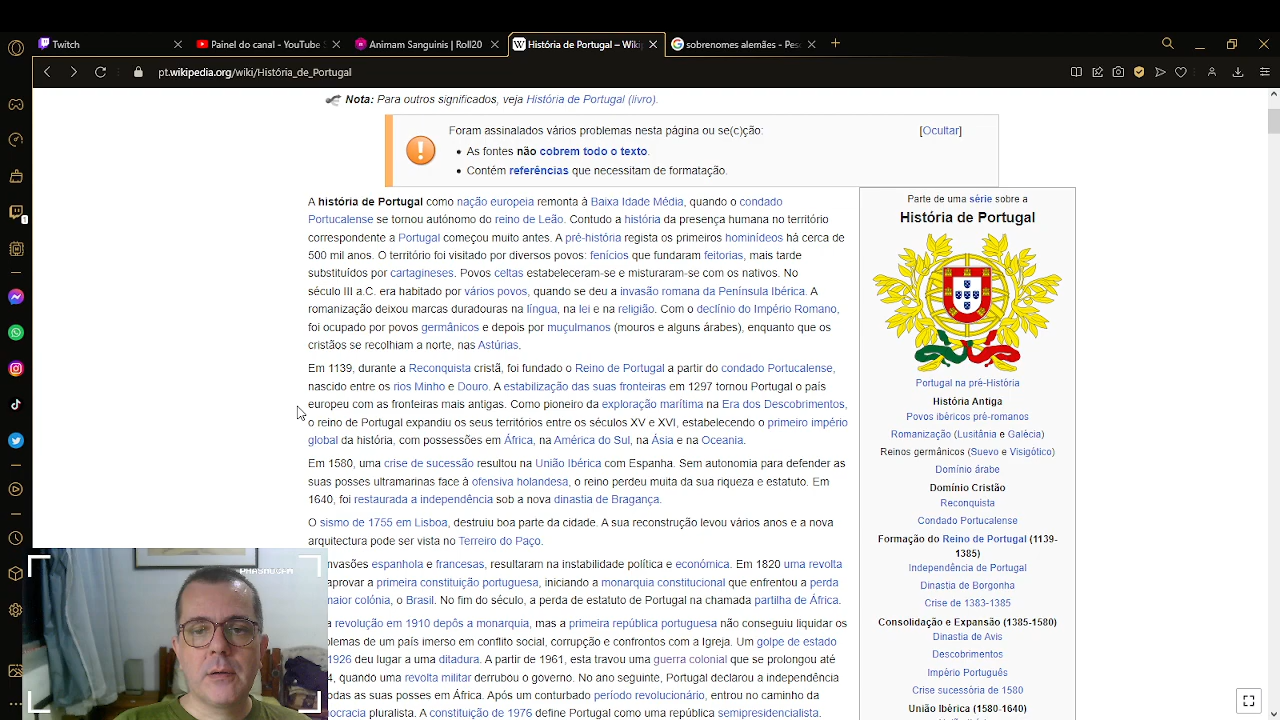 Twitch
Painel do canal - YouTube S
Animam Sanguinis | Roll20
História de Portugal – Wiki
sobrenomes alemães - Pes
pt.wikipedia.org/wiki/História_de_Portugal
Nota: Para outros significados, veja História de Portugal (livro).
Foram assinalados vários problemas nesta página ou se(c)ção:
[Ocultar]
As fontes não cobrem todo o texto.
Contém referências que necessitam de formatação.
A história de Portugal como nação europeia remonta à Baixa Idade Média, quando o condado
Portucalense se tornou autónomo do reino de Leão. Contudo a história da presença humana no território
correspondente a Portugal começou muito antes. A pré-história regista os primeiros hominídeos há cerca de
500 mil anos. O território foi visitado por diversos povos: fenícios que fundaram feitorias, mais tarde
substituídos por cartagineses. Povos celtas estabeleceram-se e misturaram-se com os nativos. No
século III a.C. era habitado por vários povos, quando se deu a invasão romana da Península Ibérica. A
romanização deixou marcas duradouras na língua, na lei e na religião. Com o declínio do Império Romano,
foi ocupado por povos germânicos e depois por muçulmanos (mouros e alguns árabes), enquanto que os
cristãos se recolhiam a norte, nas Astúrias.
Em 1139, durante a Reconquista cristã, foi fundado o Reino de Portugal a partir do condado Portucalense,
nascido entre os rios Minho e Douro. A estabilização das suas fronteiras em 1297 tornou Portugal o país
europeu com as fronteiras mais antigas. Como pioneiro da exploração marítima na Era dos Descobrimentos,
o reino de Portugal expandiu os seus territórios entre os séculos XV e XVI, estabelecendo o primeiro império
global da história, com possessões em África, na América do Sul, na Ásia e na Oceania.
Em 1580, uma crise de sucessão resultou na União Ibérica com Espanha. Sem autonomia para defender as
suas posses ultramarinas face à ofensiva holandesa, o reino perdeu muita da sua riqueza e estatuto. Em
1640, foi restaurada a independência sob a nova dinastia de Bragança.
O sismo de 1755 em Lisboa, destruiu boa parte da cidade. A sua reconstrução levou vários anos e a nova
arquitetura pode ser vista no Terreiro do Paço.
invasões espanhola e francesas, resultaram na instabilidade política e económica. Em 1820 uma revolta
aprovar a primeira constituição portuguesa, iniciando a monarquia constitucional que enfrentou a perda
maior colónia, o Brasil. No fim do século, a perda de estatuto de Portugal na chamada partilha de África.
a revolução em 1910 depôs a monarquia, mas a primeira república portuguesa não conseguiu liquidar os
blemas de um país imerso em conflito social, corrupção e confrontos com a Igreja. Um golpe de estado
1926 deu lugar a uma ditadura. A partir de 1961, esta travou uma guerra colonial que se prolongou até
4, quando uma revolta militar derrubou o governo. No ano seguinte, Portugal declarou a independência
odas as suas posses em África. Após um conturbado período revolucionário, entrou no caminho da
ocracia pluralista. A constituição de 1976 define Portugal como uma república semipresidencialista.
Parte de uma série sobre a
História de Portugal
Portugal na pré-História
História Antiga
Povos ibéricos pré-romanos
Romanização (Lusitânia e Galécia)
Reinos germânicos (Suevo e Visigótico)
Domínio árabe
Domínio Cristão
Reconquista
Condado Portucalense
Formação do Reino de Portugal (1139-
1385)
Independência de Portugal
Dinastia de Borgonha
Crise de 1383-1385
Consolidação e Expansão (1385-1580)
Dinastia de Avis
Descobrimentos
Império Português
Crise sucessória de 1580
União Ibérica (1580-1640)